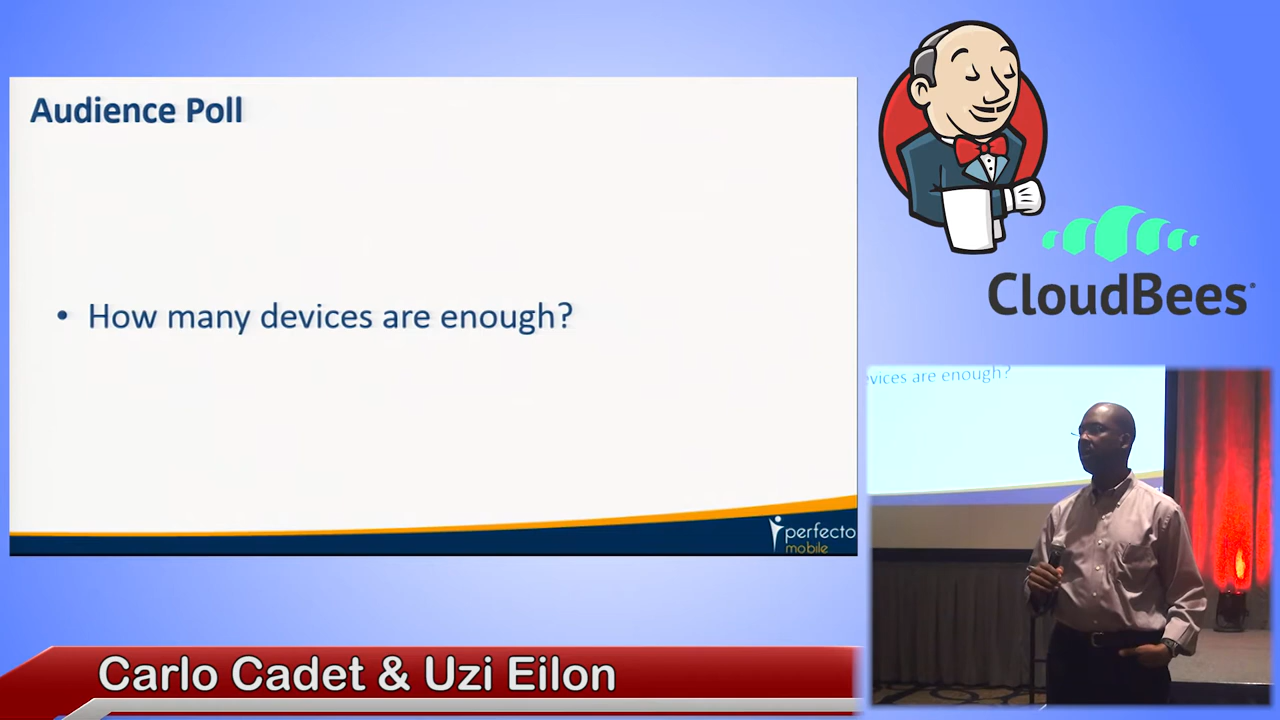 Audience Poll
• How many devices are enough?
perfecto
mobile
CloudBees
vices are enough?
Carlo Cadet & Uzi Eilon